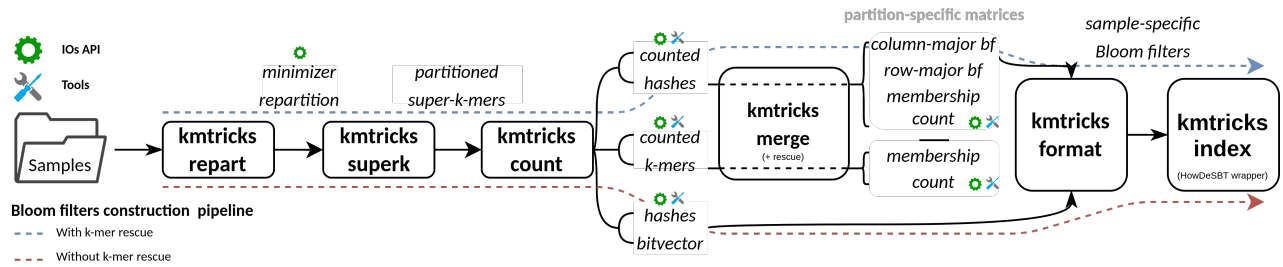 IOs API
Tools
Samples
minimizer
repartition
partitioned
super-k-mers
kmtricks
repart
kmtricks
superk
kmtricks
count
counted
hashes
counted
k-mers
hashes
bitvector
kmtricks
merge
(+ rescue)
partition-specific matrices
column-major bf
row-major bf
membership
count
membership
count
sample-specific
Bloom filters
kmtricks
format
kmtricks
index
(HowDeSBT wrapper)
Bloom filters construction pipeline
With k-mer rescue
Without k-mer rescue